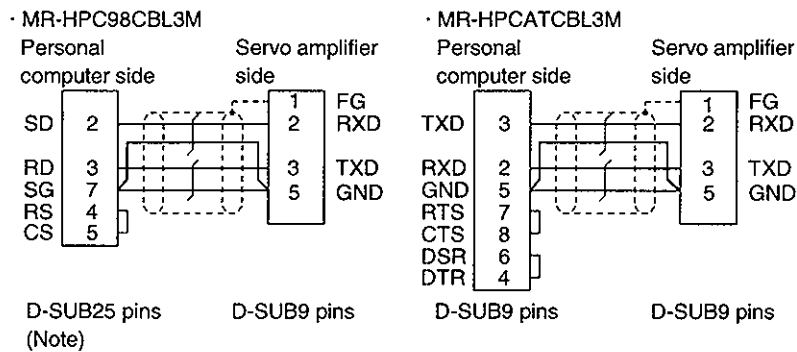 · MR-HPC98CBL3M
Personal
computer side
Servo amplifier
side
SD 2
RD 3
SG 7
RS 4
CS 5
1 FG
2 RXD
3 TXD
5 GND
D-SUB25 pins
(Note)
D-SUB9 pins
· MR-HPCATCBL3M
Personal
computer side
Servo amplifier
side
TXD 3
RXD 2
GND 5
RTS 7
CTS 8
DSR 6
DTR 4
1 FG
2 RXD
3 TXD
5 GND
D-SUB9 pins
D-SUB9 pins